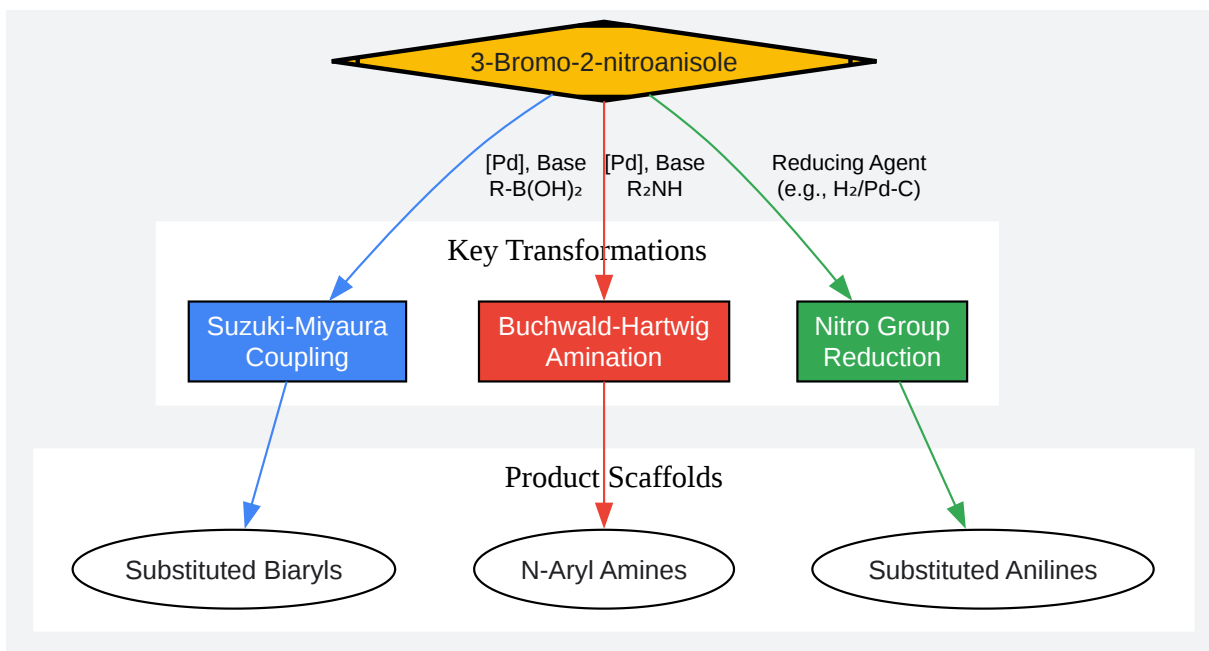 3-Bromo-2-nitroanisole
[Pd], Base
R-B(OH)₂
[Pd], Base
R₂NH
Reducing Agent
(e.g., H₂/Pd-C)
Key Transformations
Suzuki-Miyaura
Coupling
Buchwald-Hartwig
Amination
Nitro Group
Reduction
Product Scaffolds
Substituted Biaryls
N-Aryl Amines
Substituted Anilines